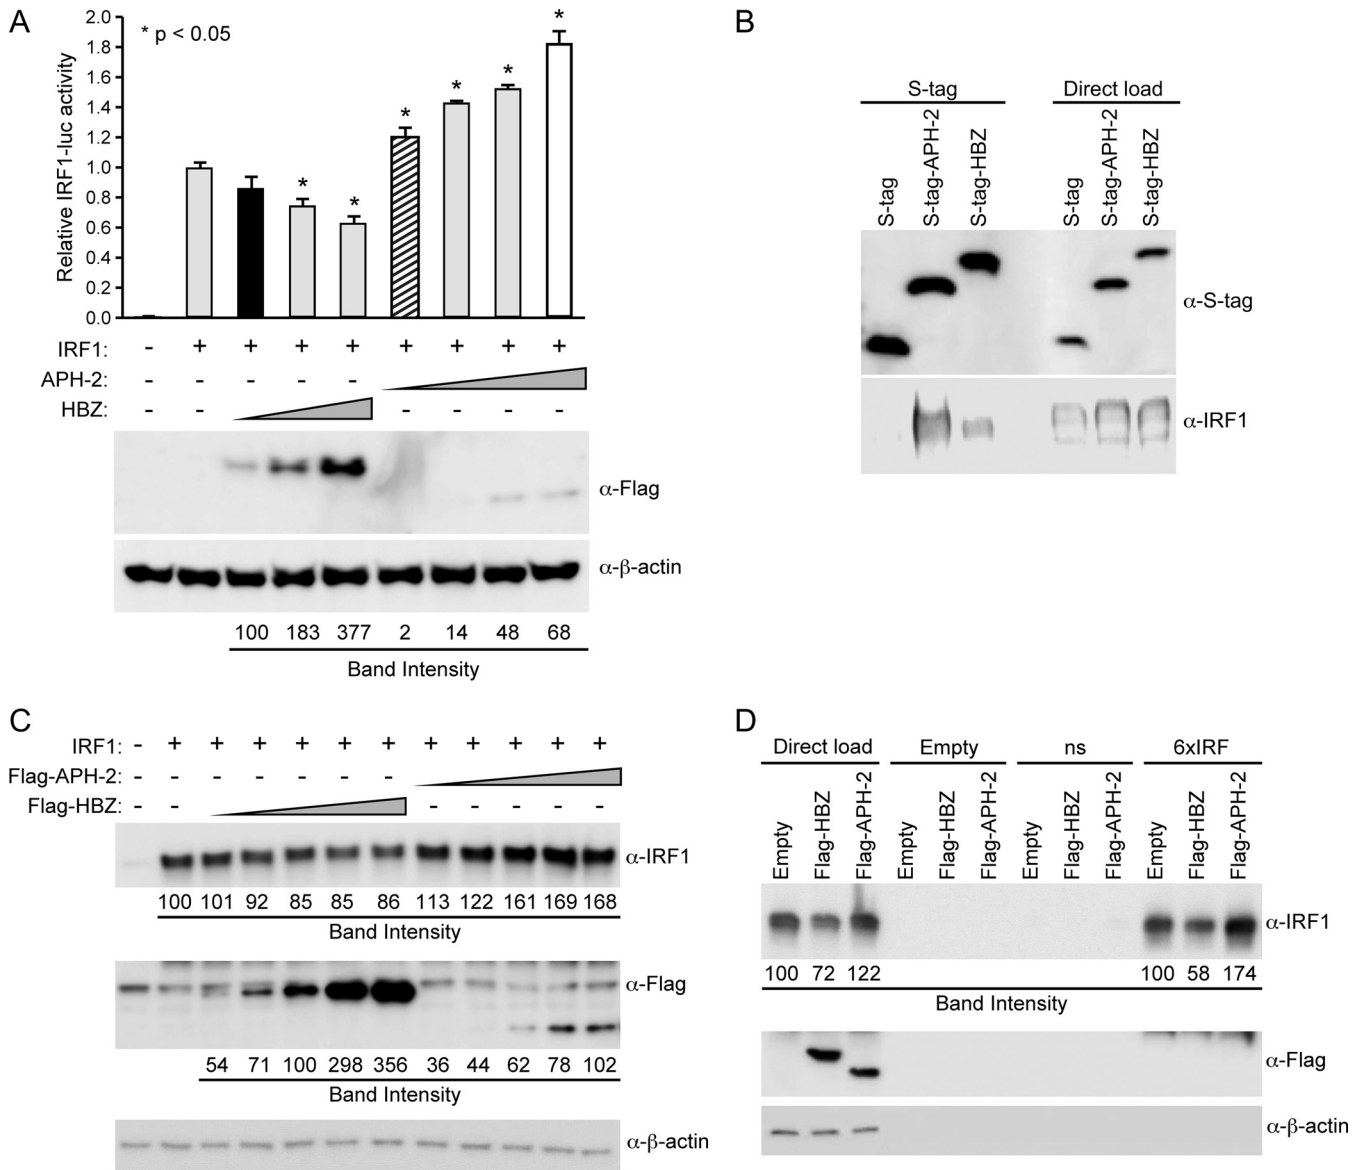 A
* p < 0.05
Relative IRF1-luc activity
2.0
1.8
1.6
1.4
1.2
1.0
0.8
0.6
0.4
0.2
0.0
* * * * * *
IRF1: - + + + + + + + +
APH-2: - - - - -
HBZ: - - - - - -
α-Flag
α-β-actin
100 183 377 2 14 48 68
Band Intensity
B
S-tag Direct load
S-tag S-tag-APH-2 S-tag-HBZ S-tag S-tag-APH-2 S-tag-HBZ
α-S-tag
α-IRF1
C
IRF1: - + + + + + + + + + + +
Flag-APH-2: - - - - - - -
Flag-HBZ: - - - - - - -
α-IRF1
100 101 92 85 85 86 113 122 161 169 168
Band Intensity
α-Flag
54 71 100 298 356 36 44 62 78 102
Band Intensity
α-β-actin
D
Direct load Empty ns 6xIRF
Empty Flag-HBZ Flag-APH-2 Empty Flag-HBZ Flag-APH-2 Empty Flag-HBZ Flag-APH-2 Empty Flag-HBZ Flag-APH-2
α-IRF1
100 72 122 100 58 174
Band Intensity
α-Flag
α-β-actin